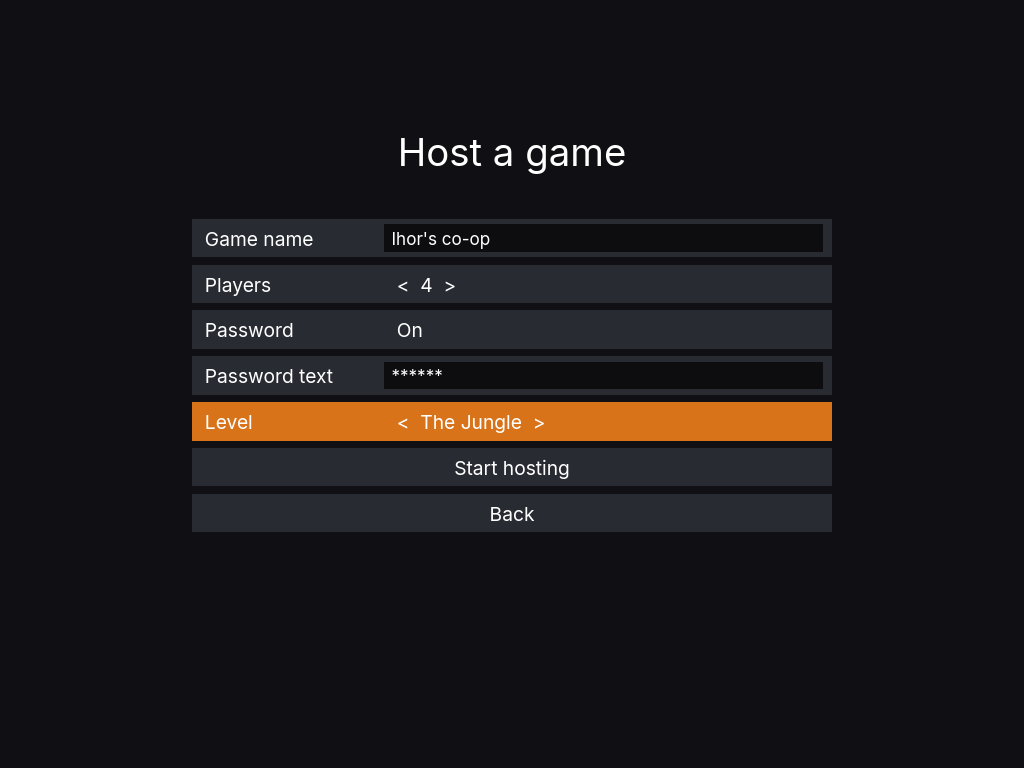 Host a game
Game name Ihor's co-op
Players < 4 >
Password On
Password text ******
Level < The Jungle >
Start hosting
Back